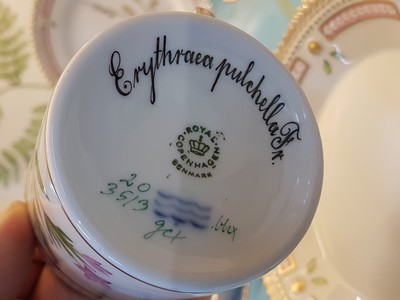 Erythraea pulchella Fr.
ROYAL
COPENHAGEN
DENMARK
20
3513